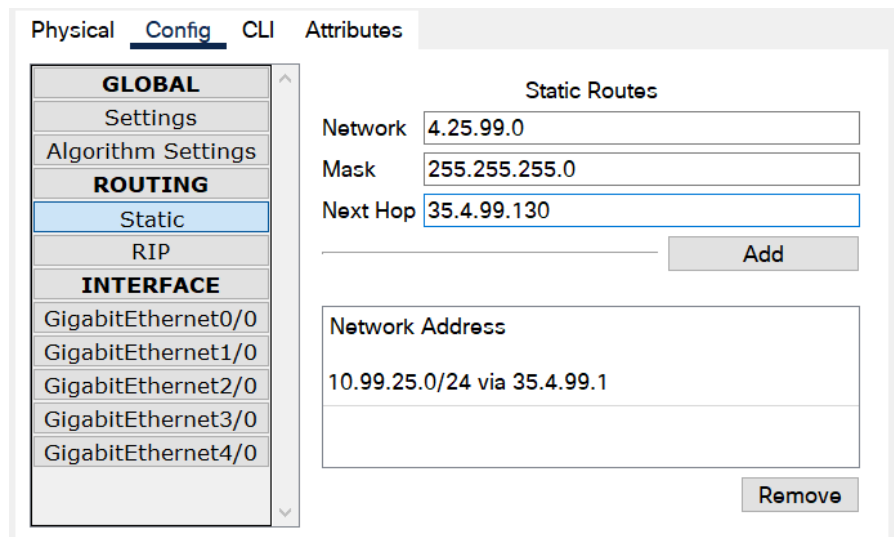 Physical Config CLI Attributes
GLOBAL
Settings
Algorithm Settings
ROUTING
Static
RIP
INTERFACE
GigabitEthernet0/0
GigabitEthernet1/0
GigabitEthernet2/0
GigabitEthernet3/0
GigabitEthernet4/0
Static Routes
Network 4.25.99.0
Mask 255.255.255.0
Next Hop 35.4.99.130
Add
Network Address
10.99.25.0/24 via 35.4.99.1
Remove